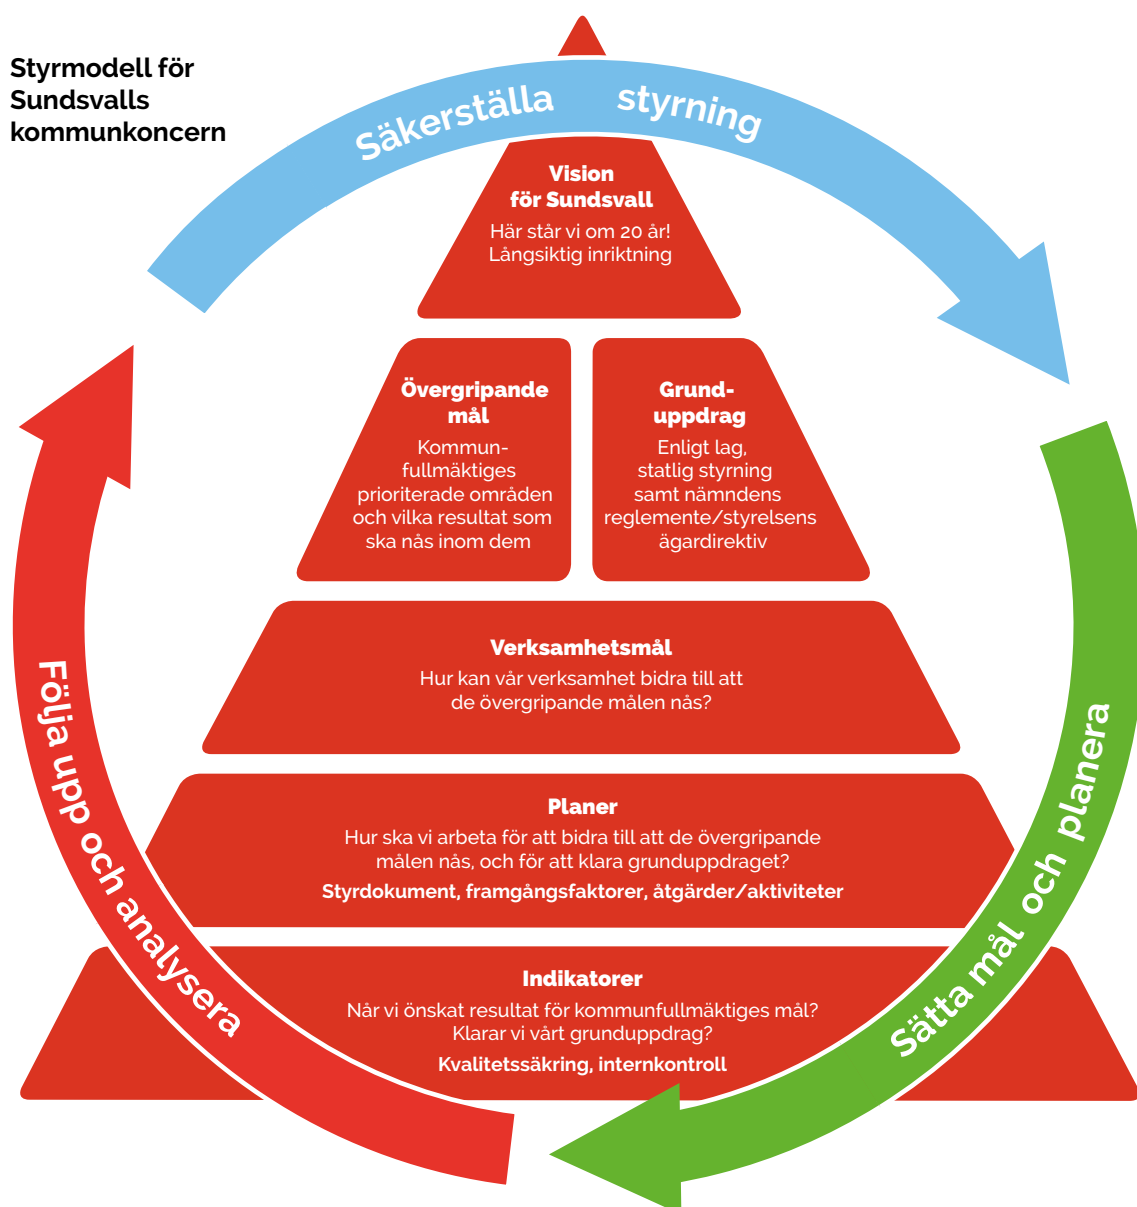 Styrmodell för
Sundsvalls
kommunkoncern
Säkerställa styrning
Vision
för Sundsvall
Här står vi om 20 år!
Långsiktig inriktning
Övergripande
mål
Kommun-
fullmäktiges
prioriterade områden
och vilka resultat som
ska nås inom dem
Grund-
uppdrag
Enligt lag,
statlig styrning
samt nämndens
reglemente/styrelsens
ägardirektiv
Verksamhetsmål
Hur kan vår verksamhet bidra till att
de övergripande målen nås?
Planer
Hur ska vi arbeta för att bidra till att de övergripande
målen nås, och för att klara grunduppdraget?
Styrdokument, framgångsfaktorer, åtgärder/aktiviteter
Indikatorer
Når vi önskat resultat för kommunfullmäktiges mål?
Klarar vi vårt grunduppdrag?
Kvalitetssäkring, internkontroll
Sätta mål och planera
Följa upp och analysera